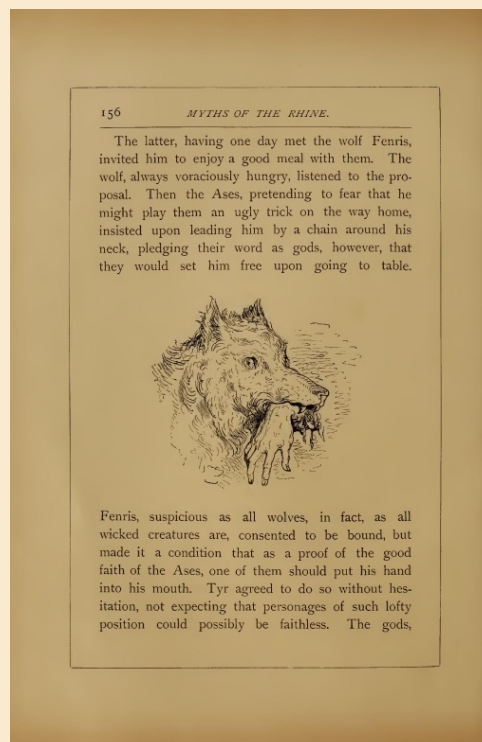 156 MYTHS OF THE RHINE.
The latter, having one day met the wolf Fenris,
invited him to enjoy a good meal with them. The
wolf, always voraciously hungry, listened to the pro-
posal. Then the Ases, pretending to fear that he
might play them an ugly trick on the way home,
insisted upon leading him by a chain around his
neck, pledging their word as gods, however, that
they would set him free upon going to table.
Fenris, suspicious as all wolves, in fact, as all
wicked creatures are, consented to be bound, but
made it a condition that as a proof of the good
faith of the Ases, one of them should put his hand
into his mouth. Tyr agreed to do so without hes-
itation, not expecting that personages of such lofty
position could possibly be faithless. The gods,